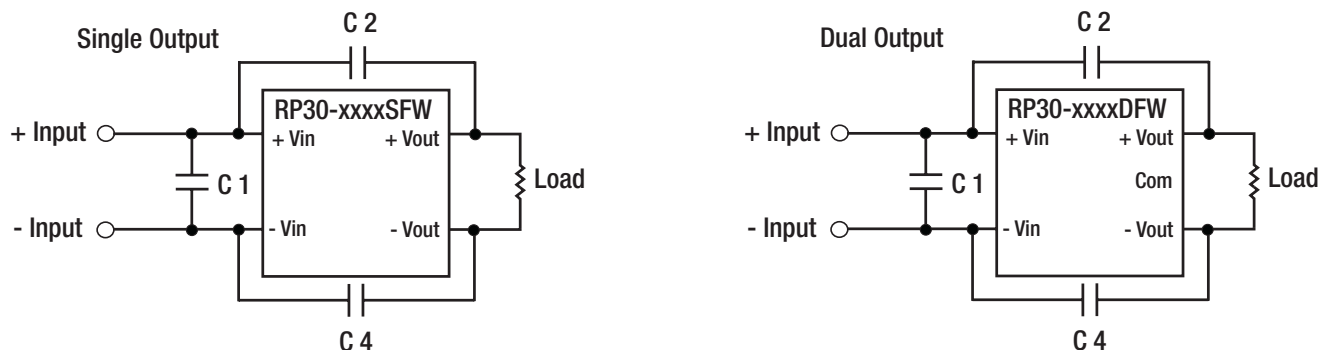 Single Output
C 2
RP30-xxxxSFW
+ Input
+ Vin
+ Vout
C 1
Load
- Input
- Vin
- Vout
C 4
Dual Output
C 2
RP30-xxxxDFW
+ Input
+ Vin
+ Vout
C 1
Com
Load
- Input
- Vin
- Vout
C 4